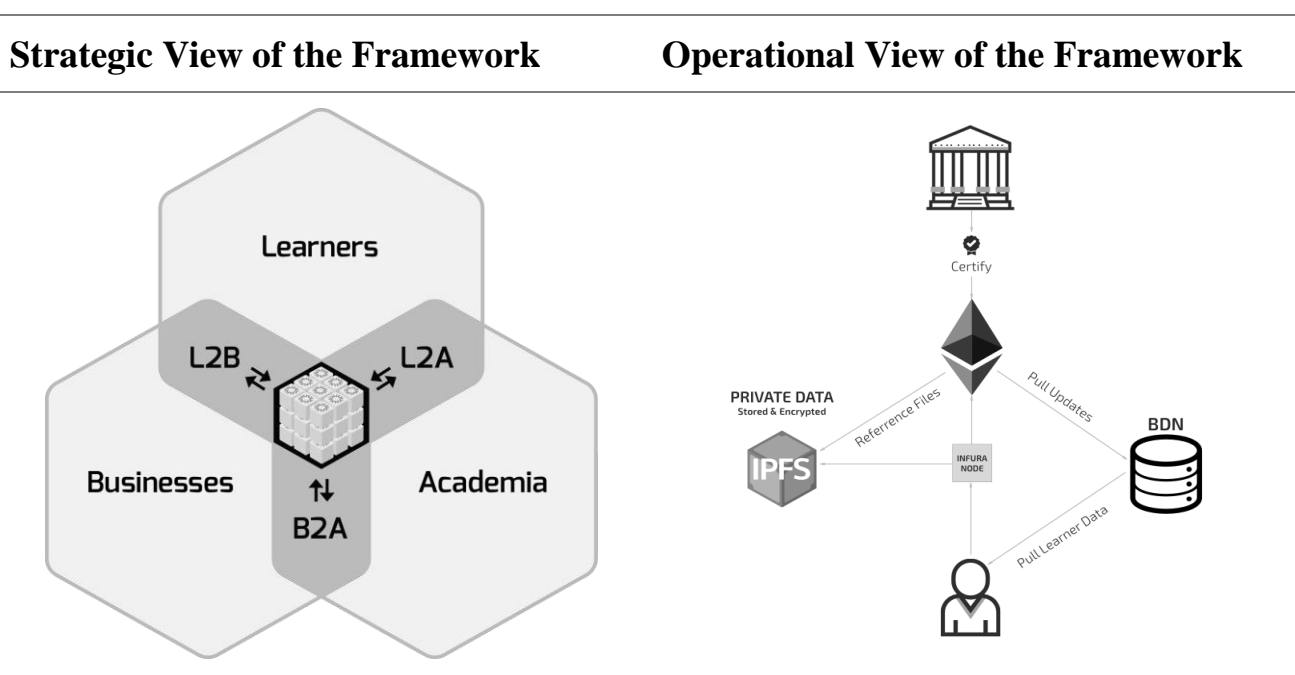 Strategic View of the Framework
Operational View of the Framework
Learners
L2B
L2A
Businesses
Academia
B2A
Certify
PRIVATE DATA
Stored & Encrypted
Referrence Files
Pull Updates
BDN
IPFS
INFURA
NODE
Pull Learner Data